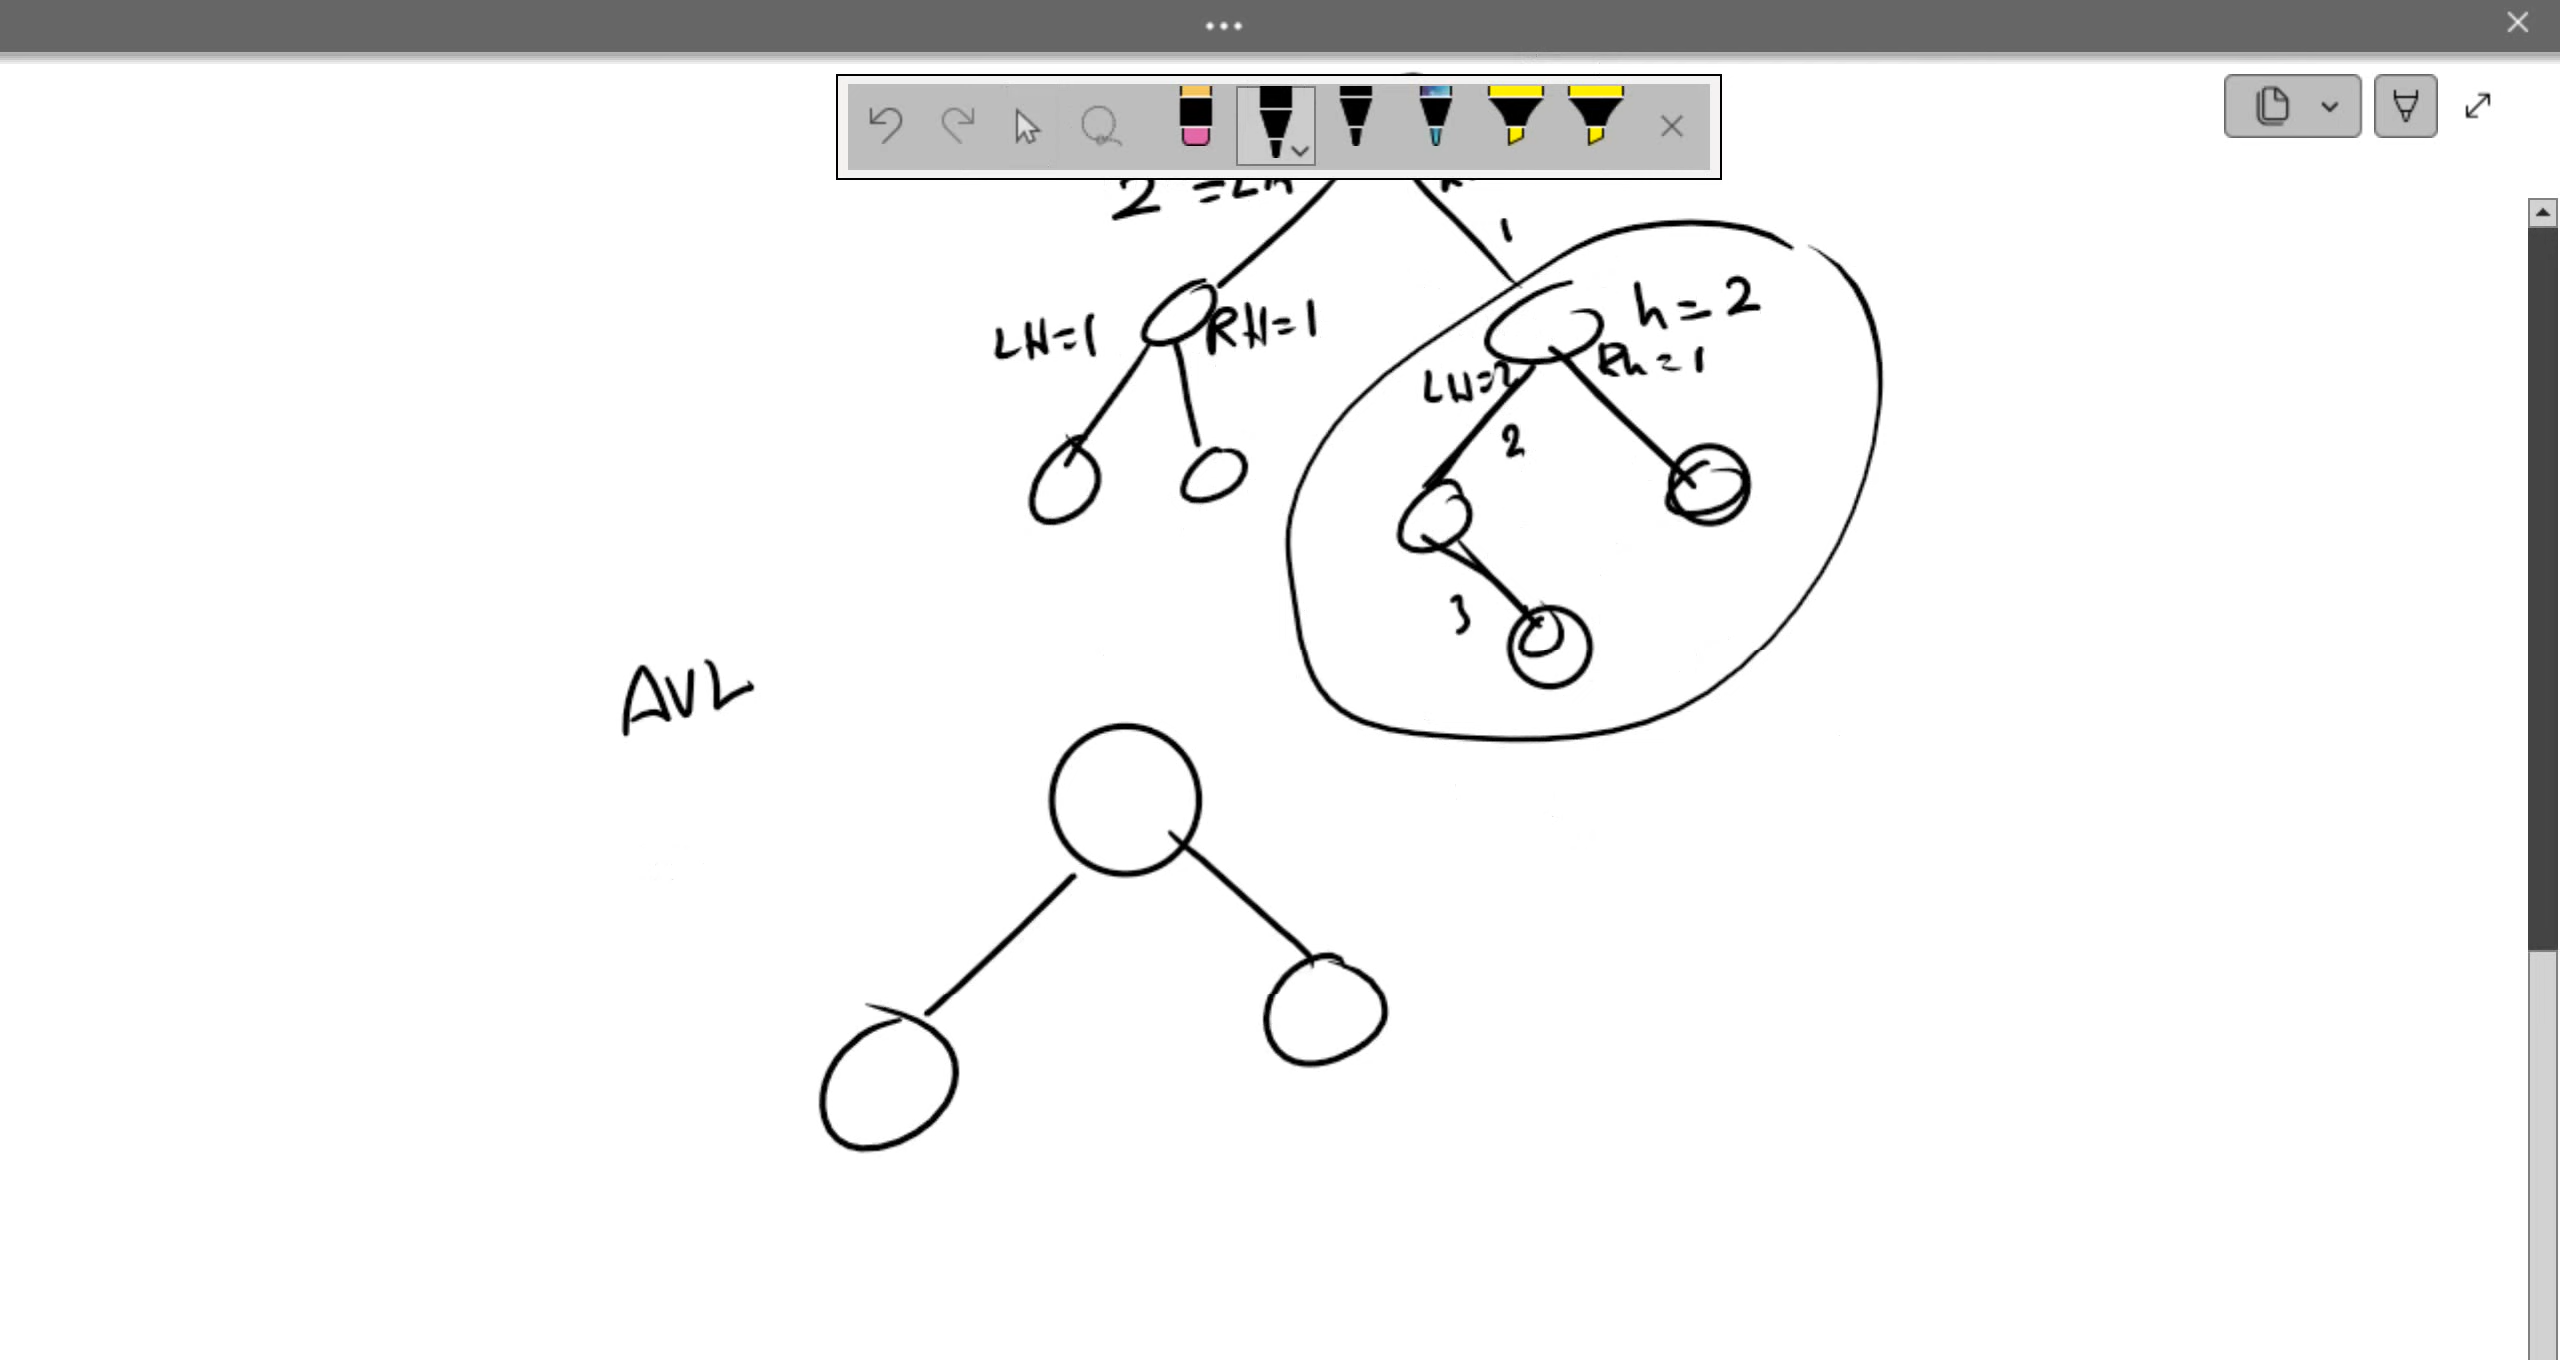 2 = LH
1
h = 2
LH=1 RH=1
Rh = 1
LH=2
2
3
AVL